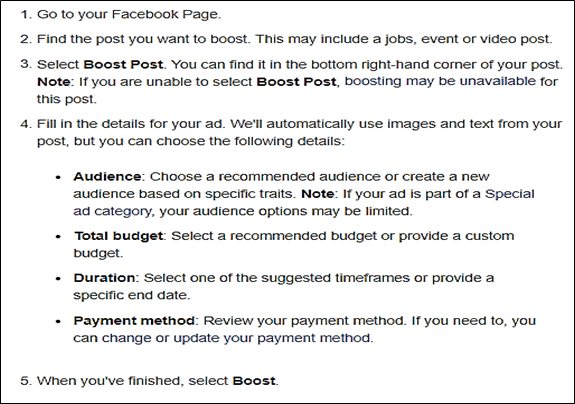 1. Go to your Facebook Page.
2. Find the post you want to boost. This may include a jobs, event or video post.
3. Select Boost Post. You can find it in the bottom right-hand corner of your post.
Note: If you are unable to select Boost Post, boosting may be unavailable for
this post.
4. Fill in the details for your ad. We'll automatically use images and text from your
post, but you can choose the following details:
• Audience: Choose a recommended audience or create a new
audience based on specific traits. Note: If your ad is part of a Special
ad category, your audience options may be limited.
• Total budget: Select a recommended budget or provide a custom
budget.
• Duration: Select one of the suggested timeframes or provide a
specific end date.
• Payment method: Review your payment method. If you need to, you
can change or update your payment method.
5. When you've finished, select Boost.